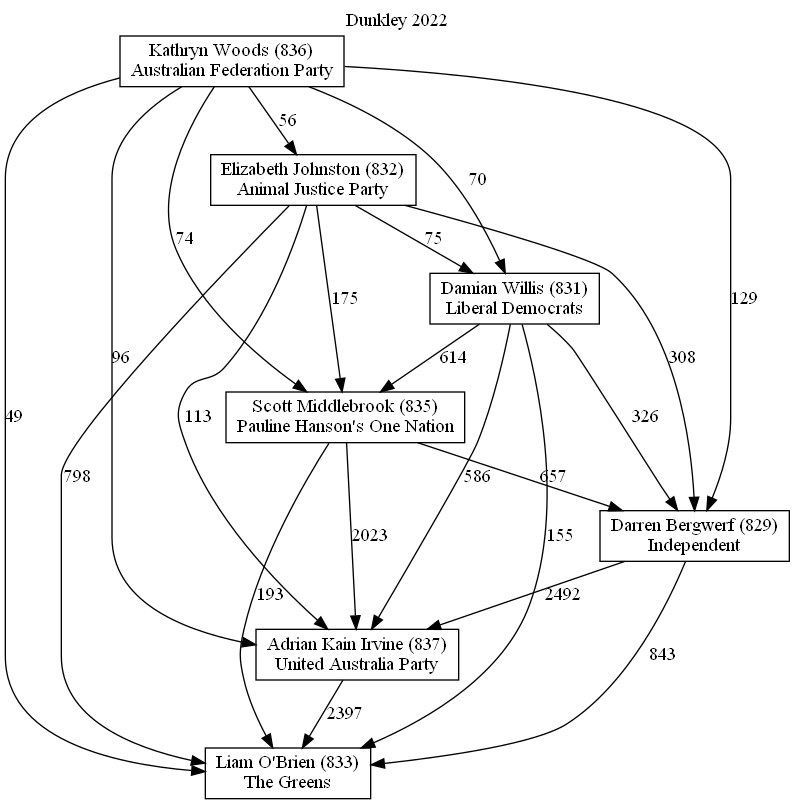 Dunkley 2022
Kathryn Woods (836)
Australian Federation Party
56
Elizabeth Johnston (832)
Animal Justice Party
70
74
75
Damian Willis (831)
Liberal Democrats
175
129
96
614
308
Scott Middlebrook (835)
Pauline Hanson's One Nation
49
113
326
798
586
657
Darren Bergwerf (829)
Independent
2023
155
193
2492
Adrian Kain Irvine (837)
United Australia Party
843
2397
Liam O'Brien (833)
The Greens